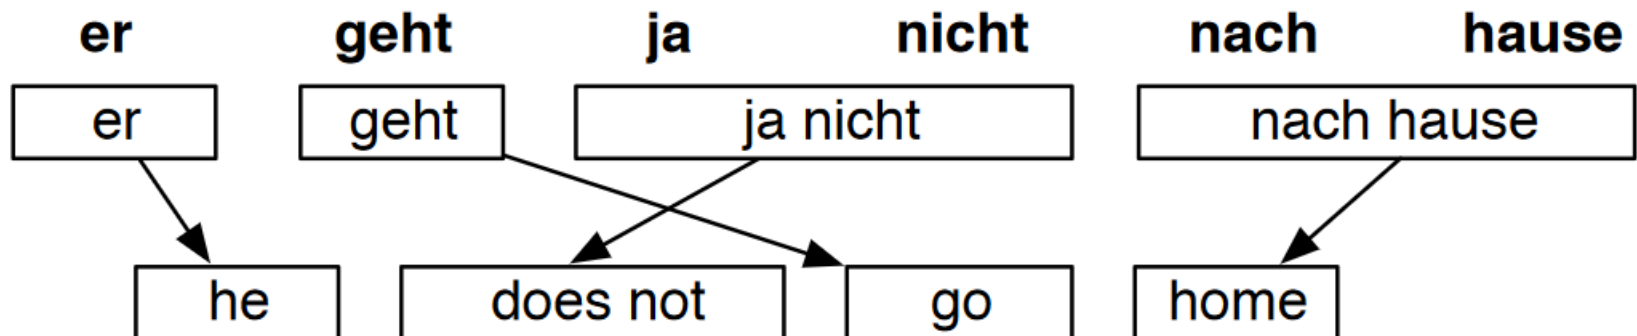 er geht ja nicht nach hause
er geht ja nicht nach hause
he does not go home